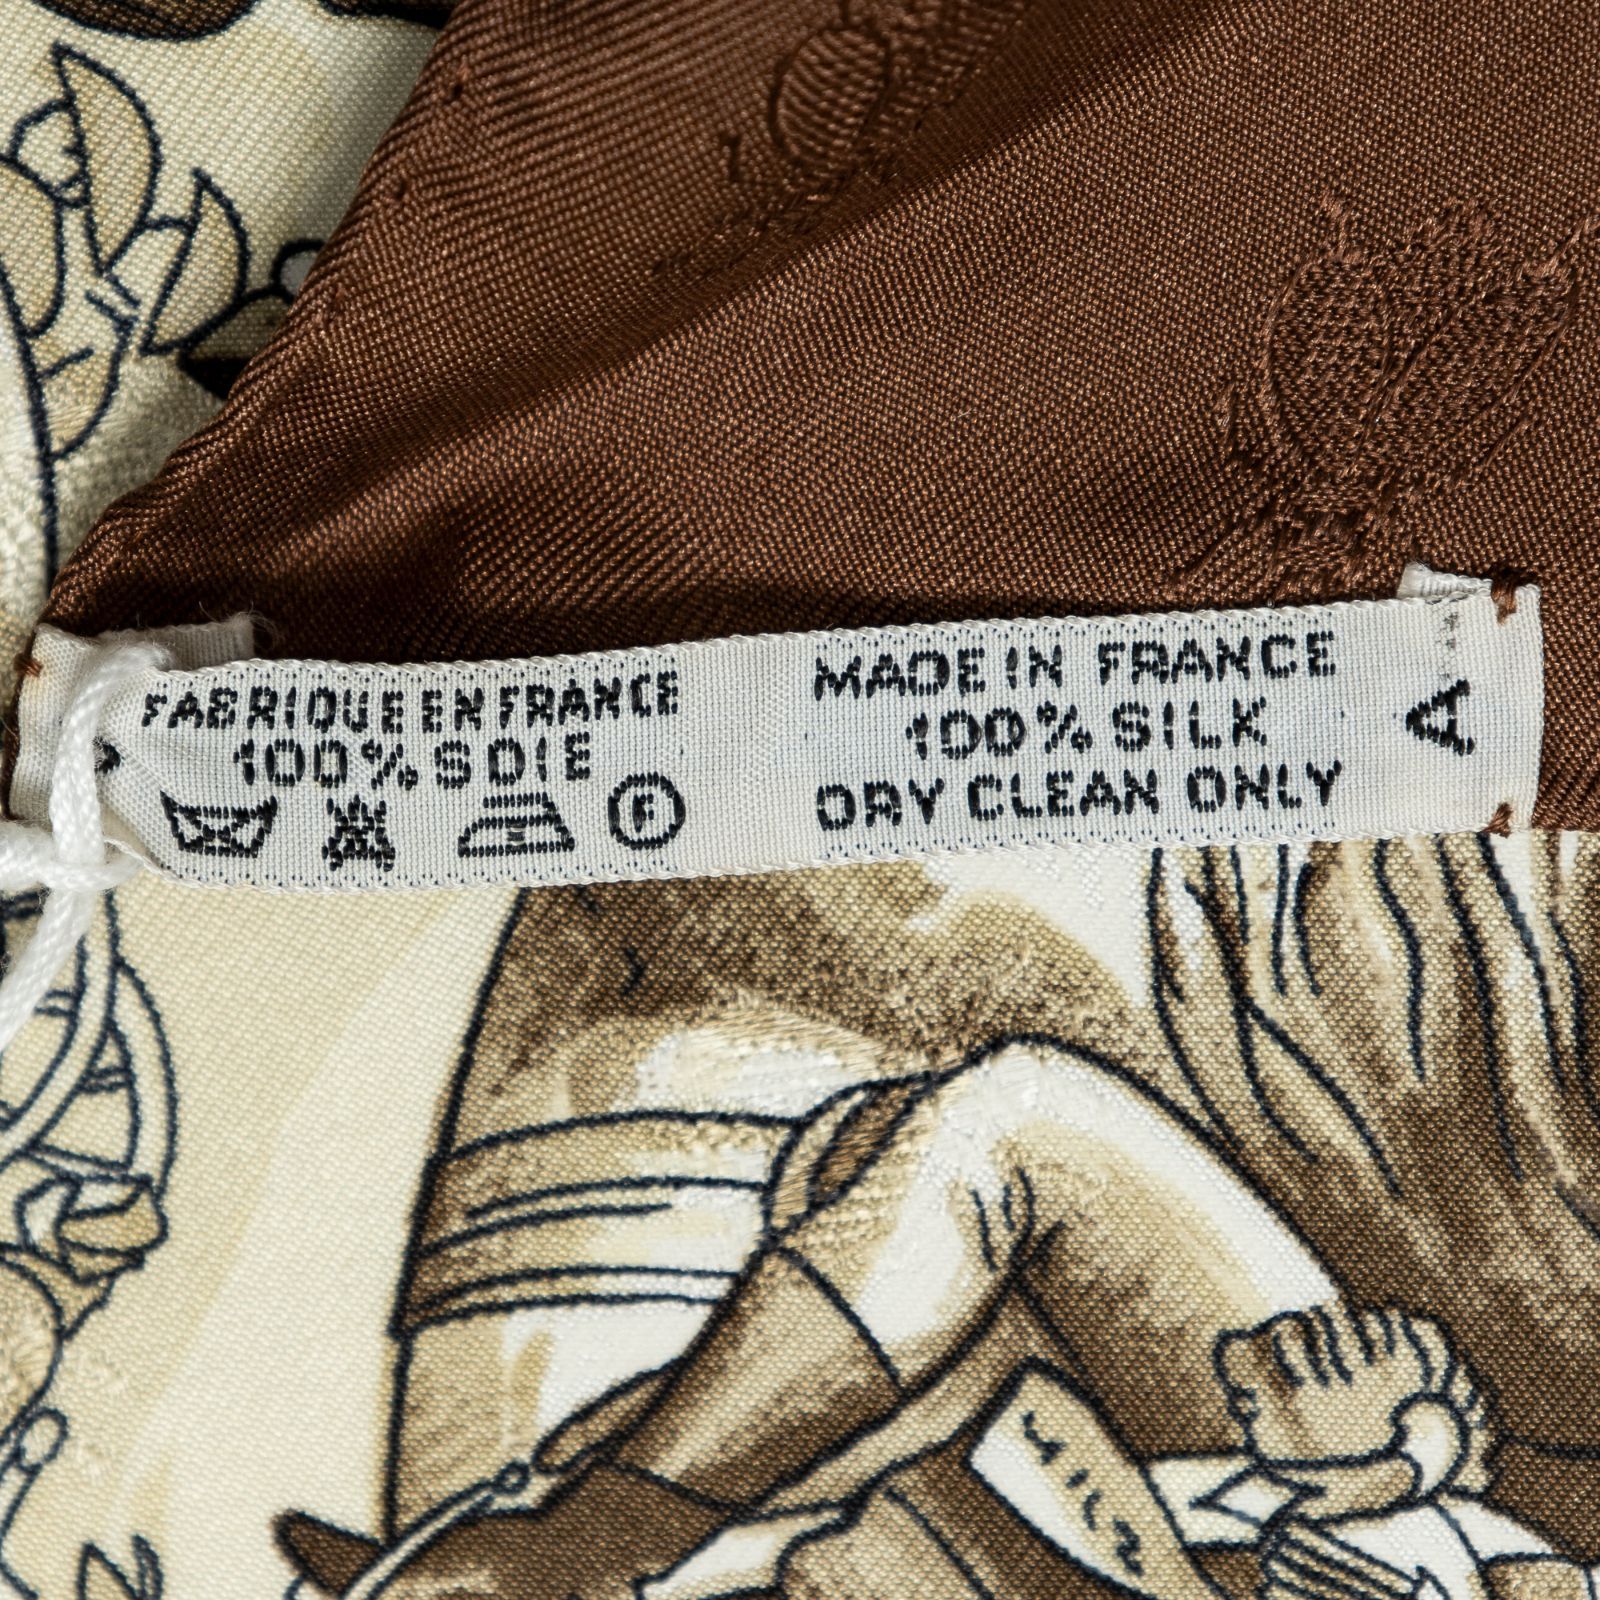 FABRIQUE EN FRANCE
100% SOIE
F
MADE IN FRANCE
100% SILK
DRY CLEAN ONLY
A